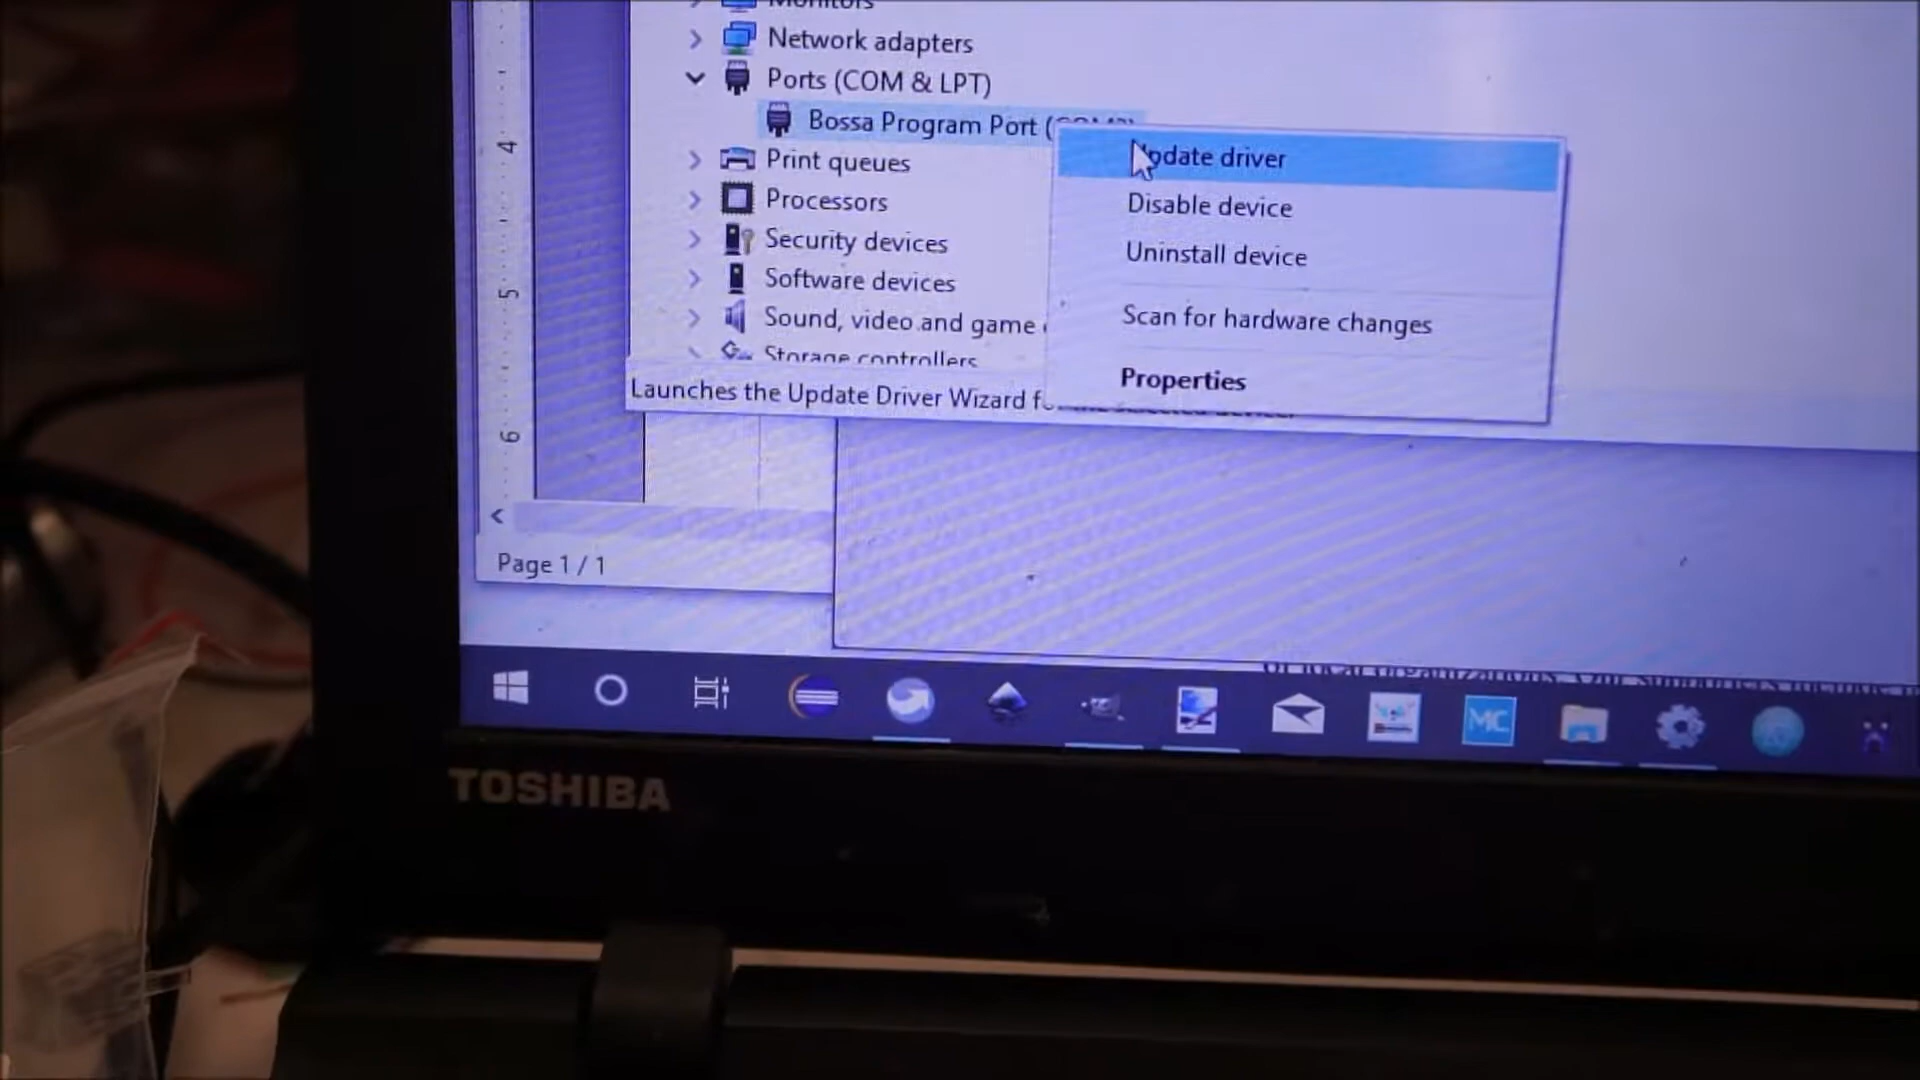 Monitors
Network adapters
Ports (COM & LPT)
Bossa Program Port (
Update driver
Print queues
Disable device
Processors
Security devices
Uninstall device
Software devices
Sound, video and game
Scan for hardware changes
Storage controllers
Properties
Launches the Update Driver Wizard
4
5
6
Page 1 / 1
MC
TOSHIBA